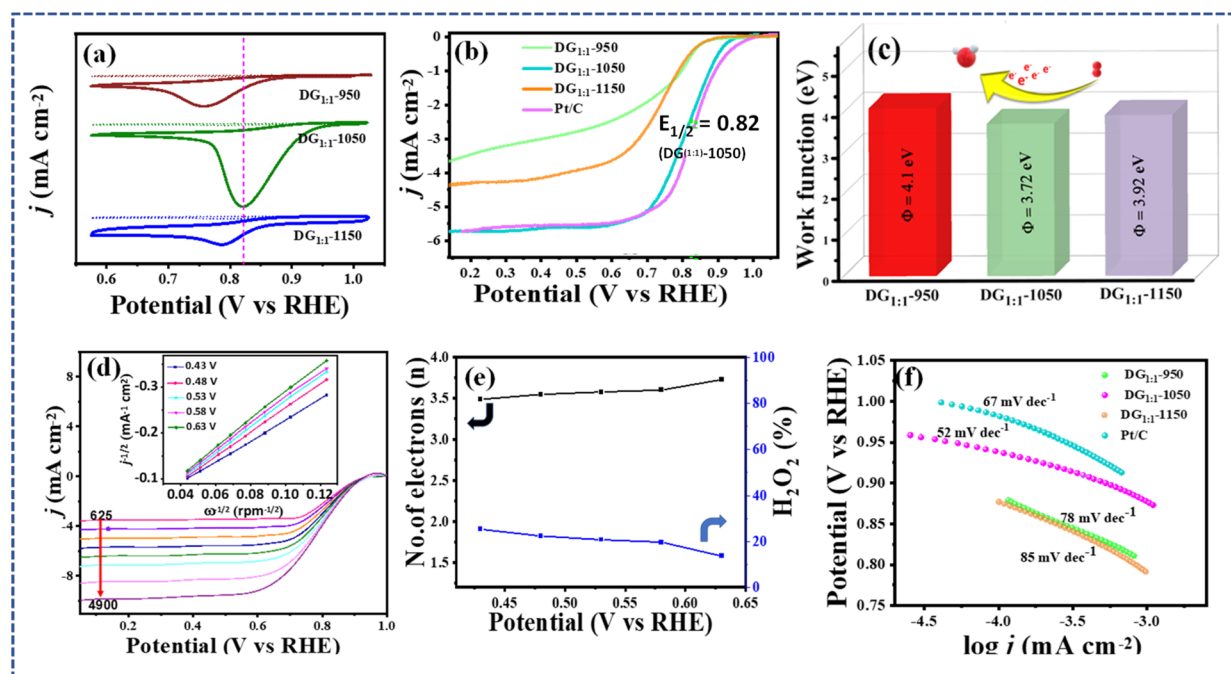 (a)
DG1:1-950
DG1:1-1050
DG1:1-1150
j (mA cm-2)
0.6 0.7 0.8 0.9 1.0
Potential (V vs RHE)
(b)
DG1:1-950
DG1:1-1050
DG1:1-1150
Pt/C
E1/2 = 0.82
(DG(1:1)-1050)
j (mA cm-2)
0
-1
-2
-3
-4
-5
-6
0.2 0.3 0.4 0.5 0.6 0.7 0.8 0.9 1.0
Potential (V vs RHE)
(c)
e- e- e- e- e-
Work function (eV)
5
4
3
2
1
0
Φ = 4.1 eV
Φ = 3.72 eV
Φ = 3.92 eV
DG1:1-950 DG1:1-1050 DG1:1-1150
(d)
0.43 V
0.48 V
0.53 V
0.58 V
0.63 V
j-1/2 (mA-1 cm2)
-0.3
-0.2
-0.1
0.04 0.06 0.08 0.10 0.12
ω-1/2 (rpm-1/2)
j (mA cm-2)
8
4
0
-4
-8
625
4900
0.2 0.4 0.6 0.8 1.0
Potential (V vs RHE)
(e)
No.of electrons (n)
4.0
3.5
3.0
2.5
2.0
1.5
H2O2 (%)
100
80
60
40
20
0
0.45 0.50 0.55 0.60 0.65
Potential (V vs RHE)
(f)
DG1:1-950
DG1:1-1050
DG1:1-1150
Pt/C
67 mV dec-1
52 mV dec-1
78 mV dec-1
85 mV dec-1
Potential (V vs RHE)
1.05
1.00
0.95
0.90
0.85
0.80
0.75
-4.5 -4.0 -3.5 -3.0
log j (mA cm-2)